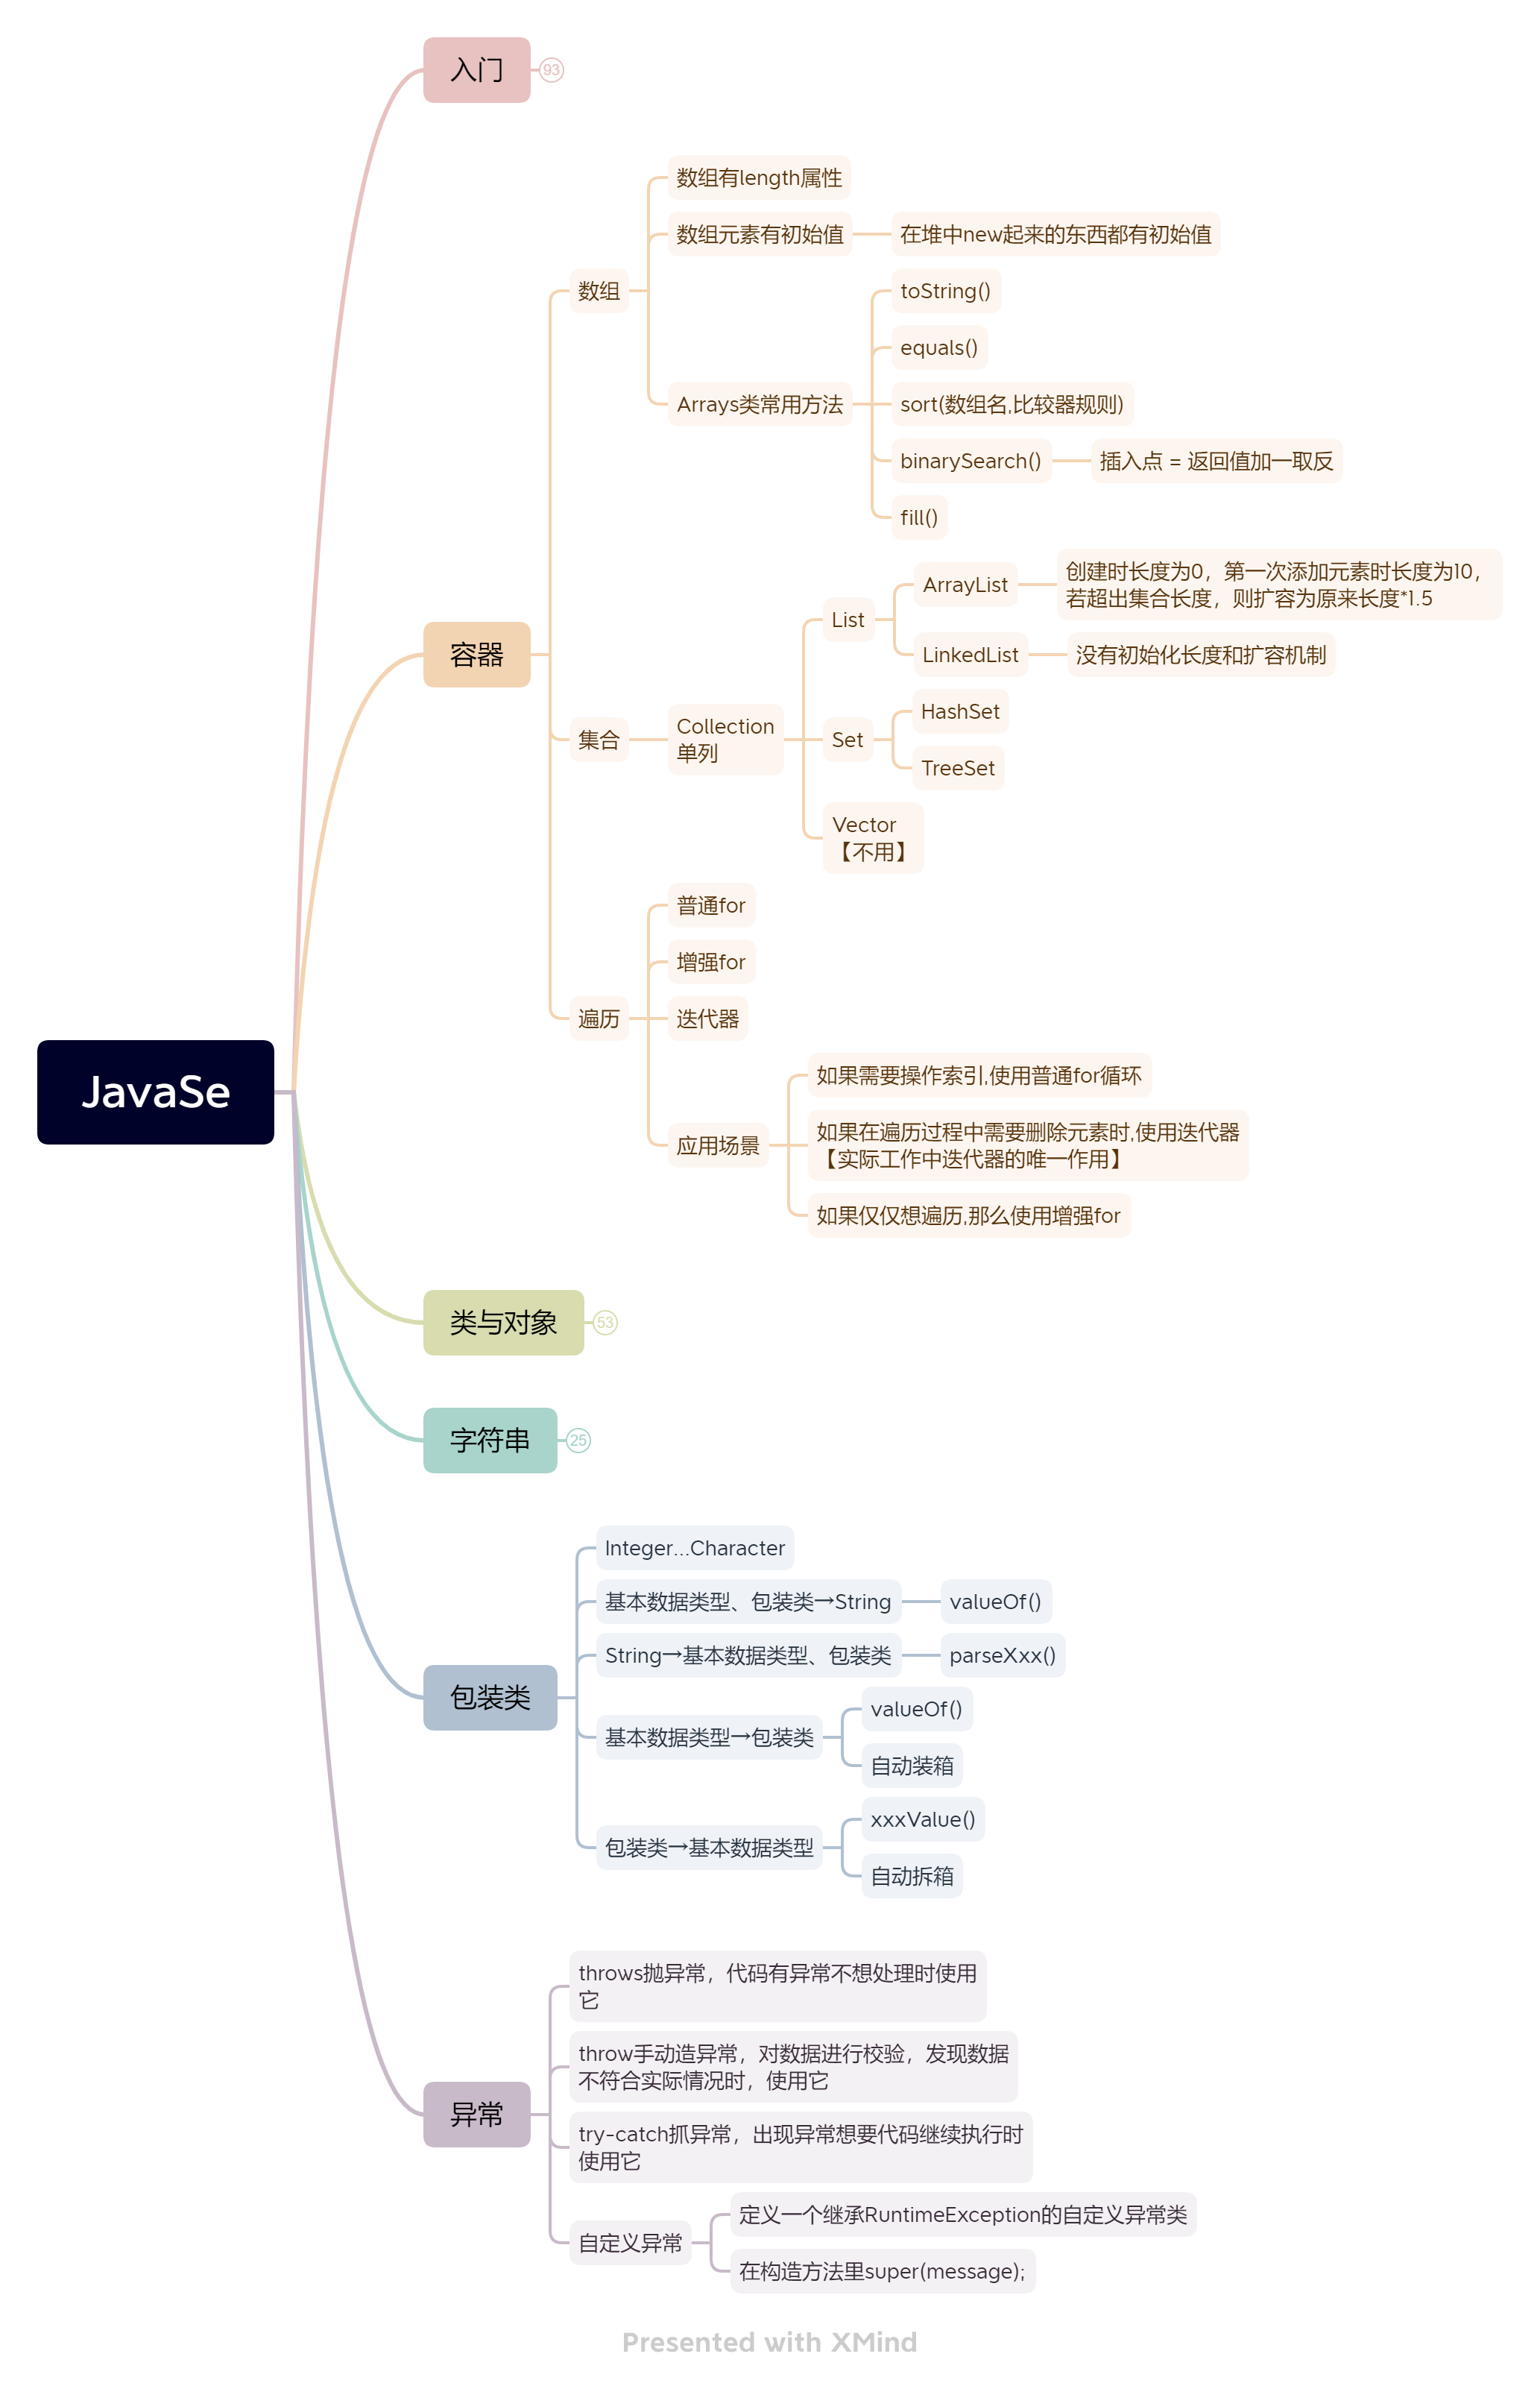 入门
93
数组有length属性
数组元素有初始值
在堆中new起来的东西都有初始值
toString()
equals()
数组
Arrays类常用方法
sort(数组名,比较器规则)
binarySearch()
插入点 = 返回值加一取反
fill()
容器
List
ArrayList
创建时长度为0，第一次添加元素时长度为10，
若超出集合长度，则扩容为原来长度*1.5
LinkedList
没有初始化长度和扩容机制
集合
Collection
单列
Set
HashSet
TreeSet
Vector
【不用】
普通for
增强for
遍历
迭代器
应用场景
如果需要操作索引,使用普通for循环
如果在遍历过程中需要删除元素时,使用迭代器
【实际工作中迭代器的唯一作用】
如果仅仅想遍历,那么使用增强for
JavaSe
类与对象
53
字符串
25
包装类
Integer...Character
基本数据类型、包装类→String
valueOf()
String→基本数据类型、包装类
parseXxx()
基本数据类型→包装类
valueOf()
自动装箱
包装类→基本数据类型
xxxValue()
自动拆箱
异常
throws抛异常，代码有异常不想处理时使用
它
throw手动造异常，对数据进行校验，发现数据
不符合实际情况时，使用它
try-catch抓异常，出现异常想要代码继续执行时
使用它
自定义异常
定义一个继承RuntimeException的自定义异常类
在构造方法里super(message);
Presented with XMind